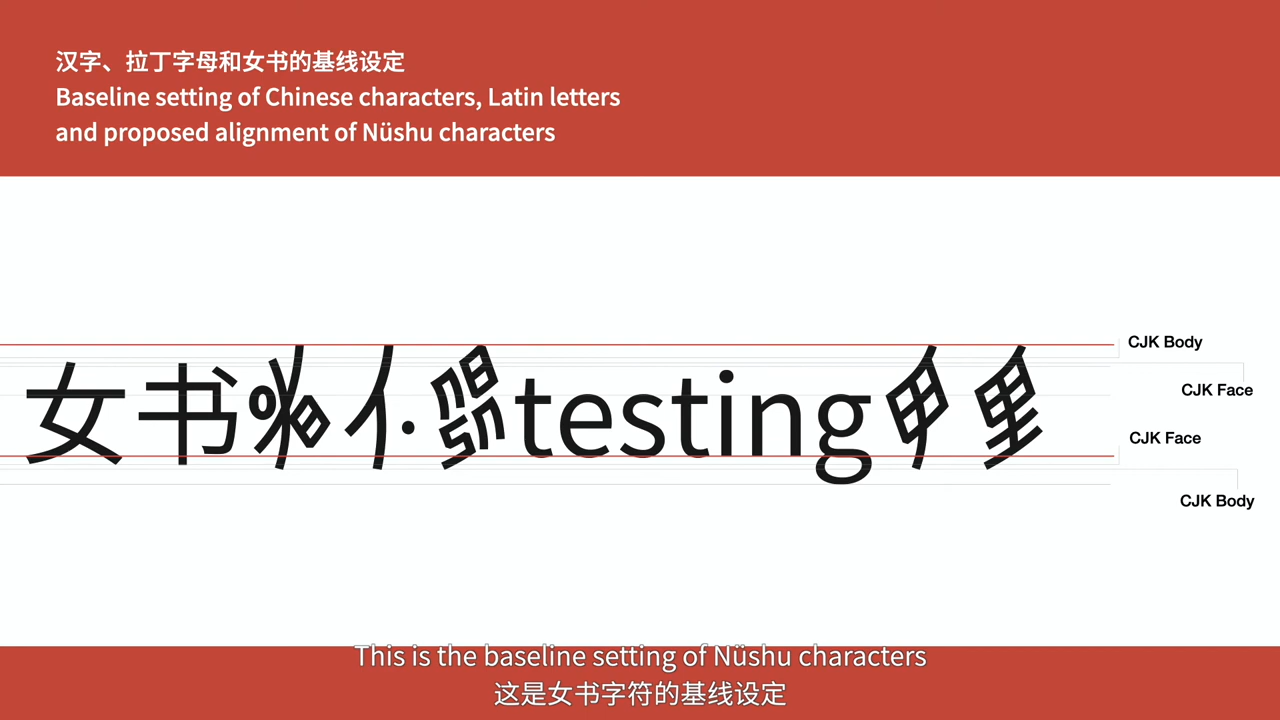 汉字、拉丁字母和女书的基线设定
Baseline setting of Chinese characters, Latin letters
and proposed alignment of Nüshu characters
CJK Body
女书 testing
CJK Face
CJK Face
CJK Body
This is the baseline setting of Nüshu characters
这是女书字符的基线设定